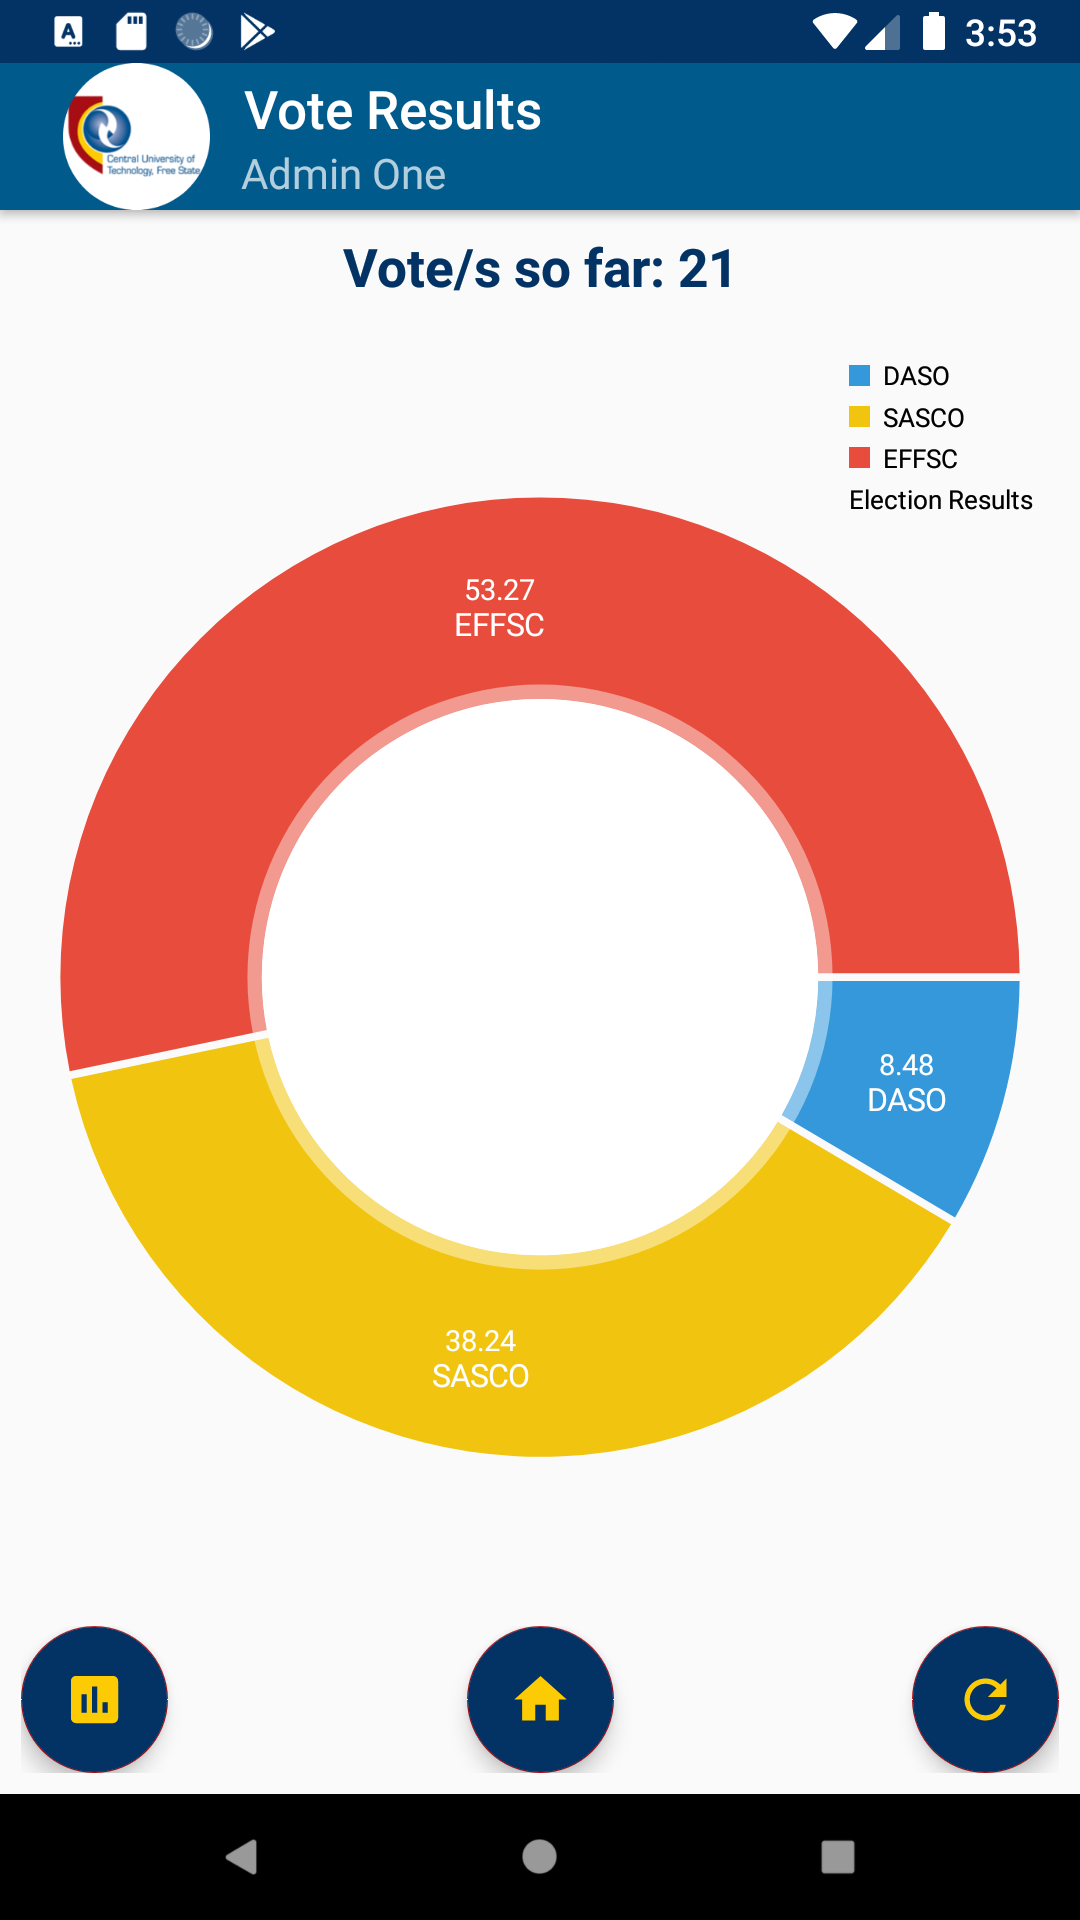 3:53
Vote Results
Central University of
Technology, Free State
Admin One
Vote/s so far: 21
DASO
SASCO
EFFSC
Election Results
53.27
EFFSC
8.48
DASO
38.24
SASCO